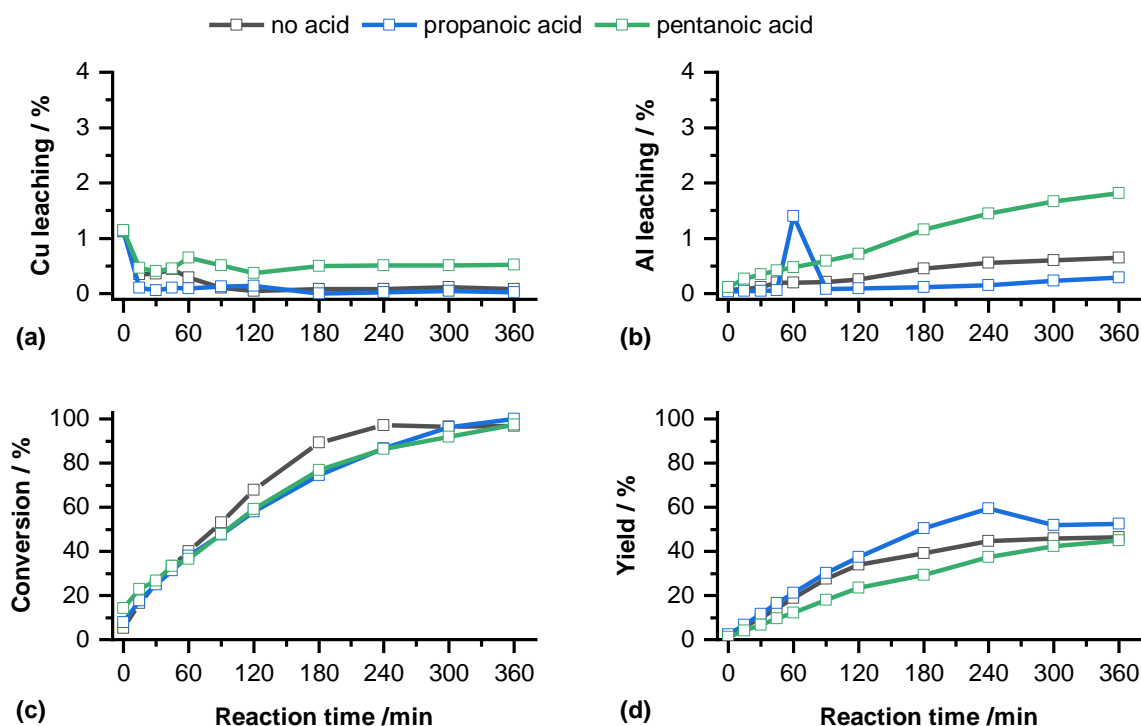 no acid propanoic acid pentanoic acid
Cu leaching / %
4
3
2
1
0
0 60 120 180 240 300 360
(a)
Al leaching / %
4
3
2
1
0
0 60 120 180 240 300 360
(b)
Conversion / %
100
80
60
40
20
0
0 60 120 180 240 300 360
(c)
Reaction time /min
Yield / %
100
80
60
40
20
0
0 60 120 180 240 300 360
(d)
Reaction time /min